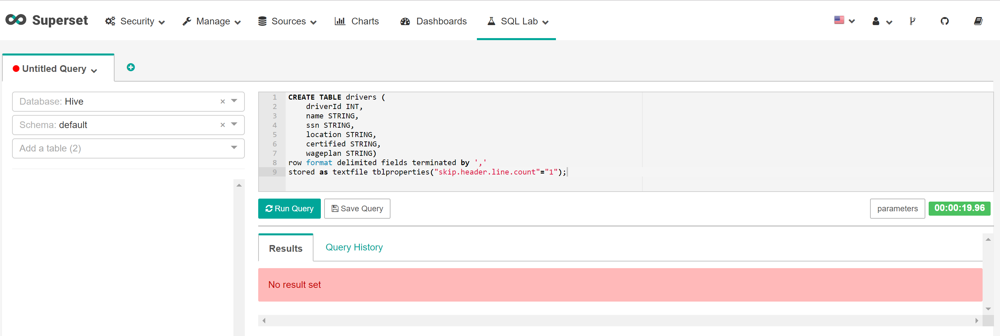 Superset Security Manage Sources Charts Dashboards SQL Lab
Untitled Query
Database: Hive
Schema: default
Add a table (2)
1 CREATE TABLE drivers (
2     driverId INT,
3     name STRING,
4     ssn STRING,
5     location STRING,
6     certified STRING,
7     wageplan STRING)
8 row format delimited fields terminated by ','
9 stored as textfile tblproperties("skip.header.line.count"="1");
Run Query Save Query parameters 00:00:19.96
Results Query History
No result set